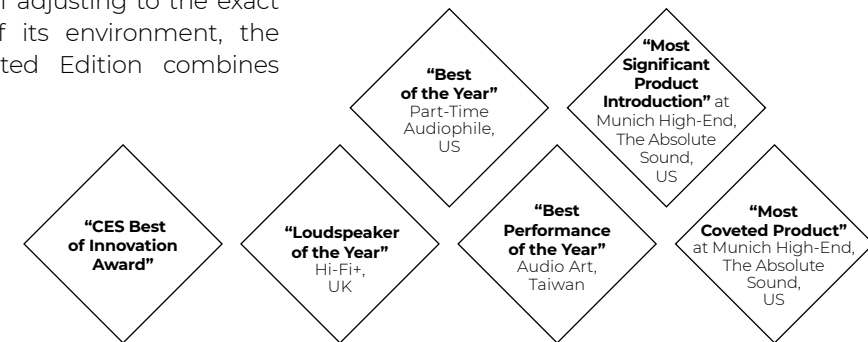 adjusting to the exact
its environment, the
Edition combines
“Best
of the Year”
Part-Time
Audiophile,
US
“Most
Significant
Product
Introduction” at
Munich High-End,
The Absolute
Sound,
US
“CES Best
of Innovation
Award”
“Loudspeaker
of the Year”
Hi-Fi+,
UK
“Best
Performance
of the Year”
Audio Art,
Taiwan
“Most
Coveted Product”
at Munich High-End,
The Absolute
Sound,
US